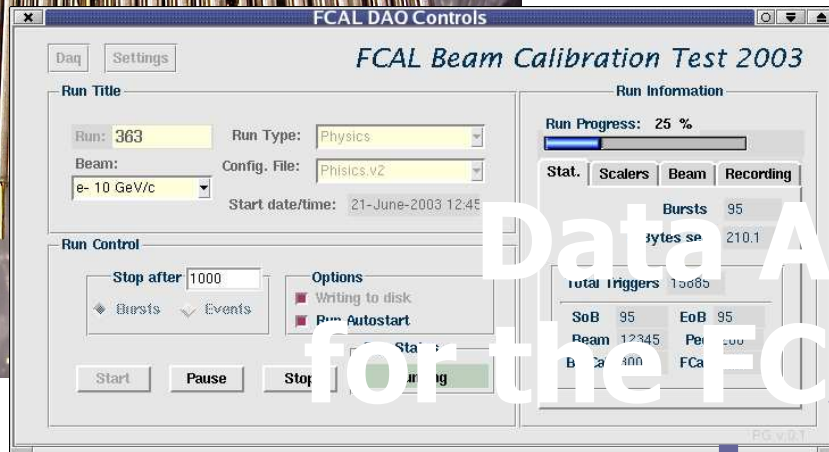 FCAL DAO Controls
Daq Settings
FCAL Beam Calibration Test 2003
Run Title
Run: 363 Run Type: Physics
Beam: Config. File: Phisics.v2
e- 10 GeV/c
Start date/time: 21-June-2003 12:45
Run Control
Stop after 1000
Bursts Events
Options
Writing to disk
Run Autostart
Start Pause Stop
Run Information
Run Progress: 25 %
Stat. Scalers Beam Recording
Bursts 95
Bytes se 210.1
Total Triggers 15885
SoB 95 EoB 95
Beam 12345
FCa
Data A
for the FC
PG v.0.1